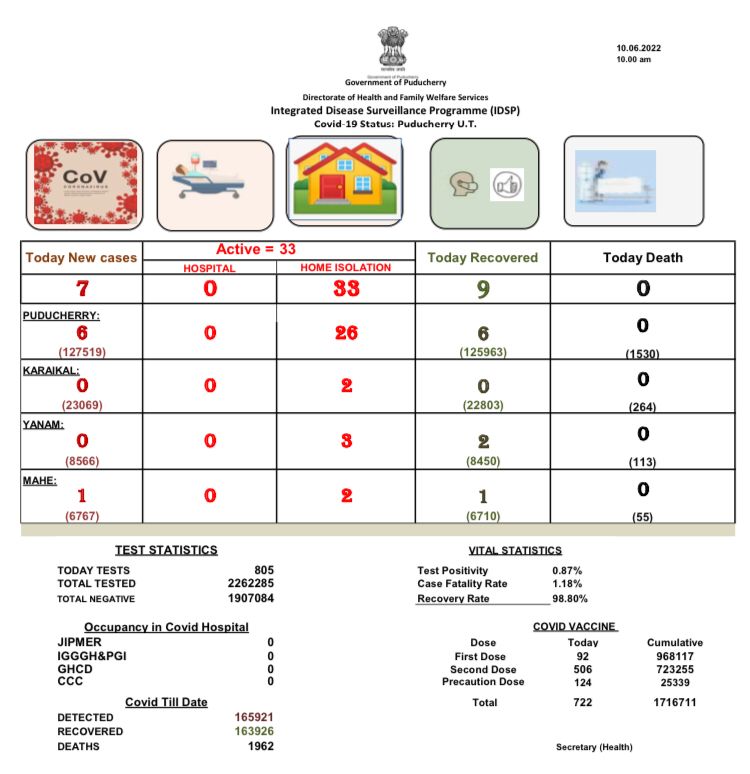 10.06.2022
10.00 am
Government of Puducherry
Government of Puducherry
Directorate of Health and Family Welfare Services
Integrated Disease Surveillance Programme (IDSP)
Covid-19 Status: Puducherry U.T.
CoV
CORONAVIRUS
Today New cases Active = 33 Today Recovered Today Death
HOSPITAL HOME ISOLATION
7 0 33 9 0
PUDUCHERRY:
6 0 26 6 0
(127519) (125963) (1530)
KARAIKAL:
0 0 2 0 0
(23069) (22803) (264)
YANAM:
0 0 3 2 0
(8566) (8450) (113)
MAHE:
1 0 2 1 0
(6767) (6710) (55)
TEST STATISTICS
TODAY TESTS 805
TOTAL TESTED 2262285
TOTAL NEGATIVE 1907084
VITAL STATISTICS
Test Positivity 0.87%
Case Fatality Rate 1.18%
Recovery Rate 98.80%
Occupancy in Covid Hospital
JIPMER 0
IGGGH&PGI 0
GHCD 0
CCC 0
COVID VACCINE
Dose Today Cumulative
First Dose 92 968117
Second Dose 506 723255
Precaution Dose 124 25339
Total 722 1716711
Covid Till Date
DETECTED 165921
RECOVERED 163926
DEATHS 1962
Secretary (Health)